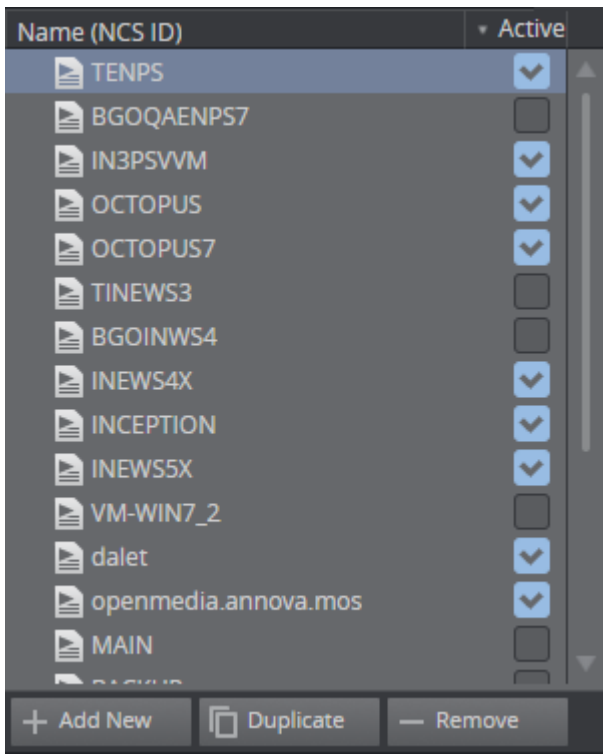 Name (NCS ID) Active
TENPS
BGOQAENPS7
IN3PSVVM
OCTOPUS
OCTOPUS7
TINEWS3
BGOINWS4
INEWS4X
INCEPTION
INEWS5X
VM-WIN7_2
dalet
openmedia.annova.mos
MAIN
Add New Duplicate Remove